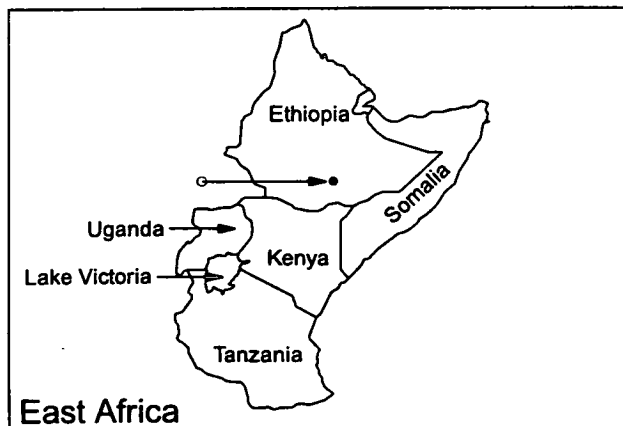 Ethiopia
Somalia
Uganda
Kenya
Lake Victoria
Tanzania
East Africa